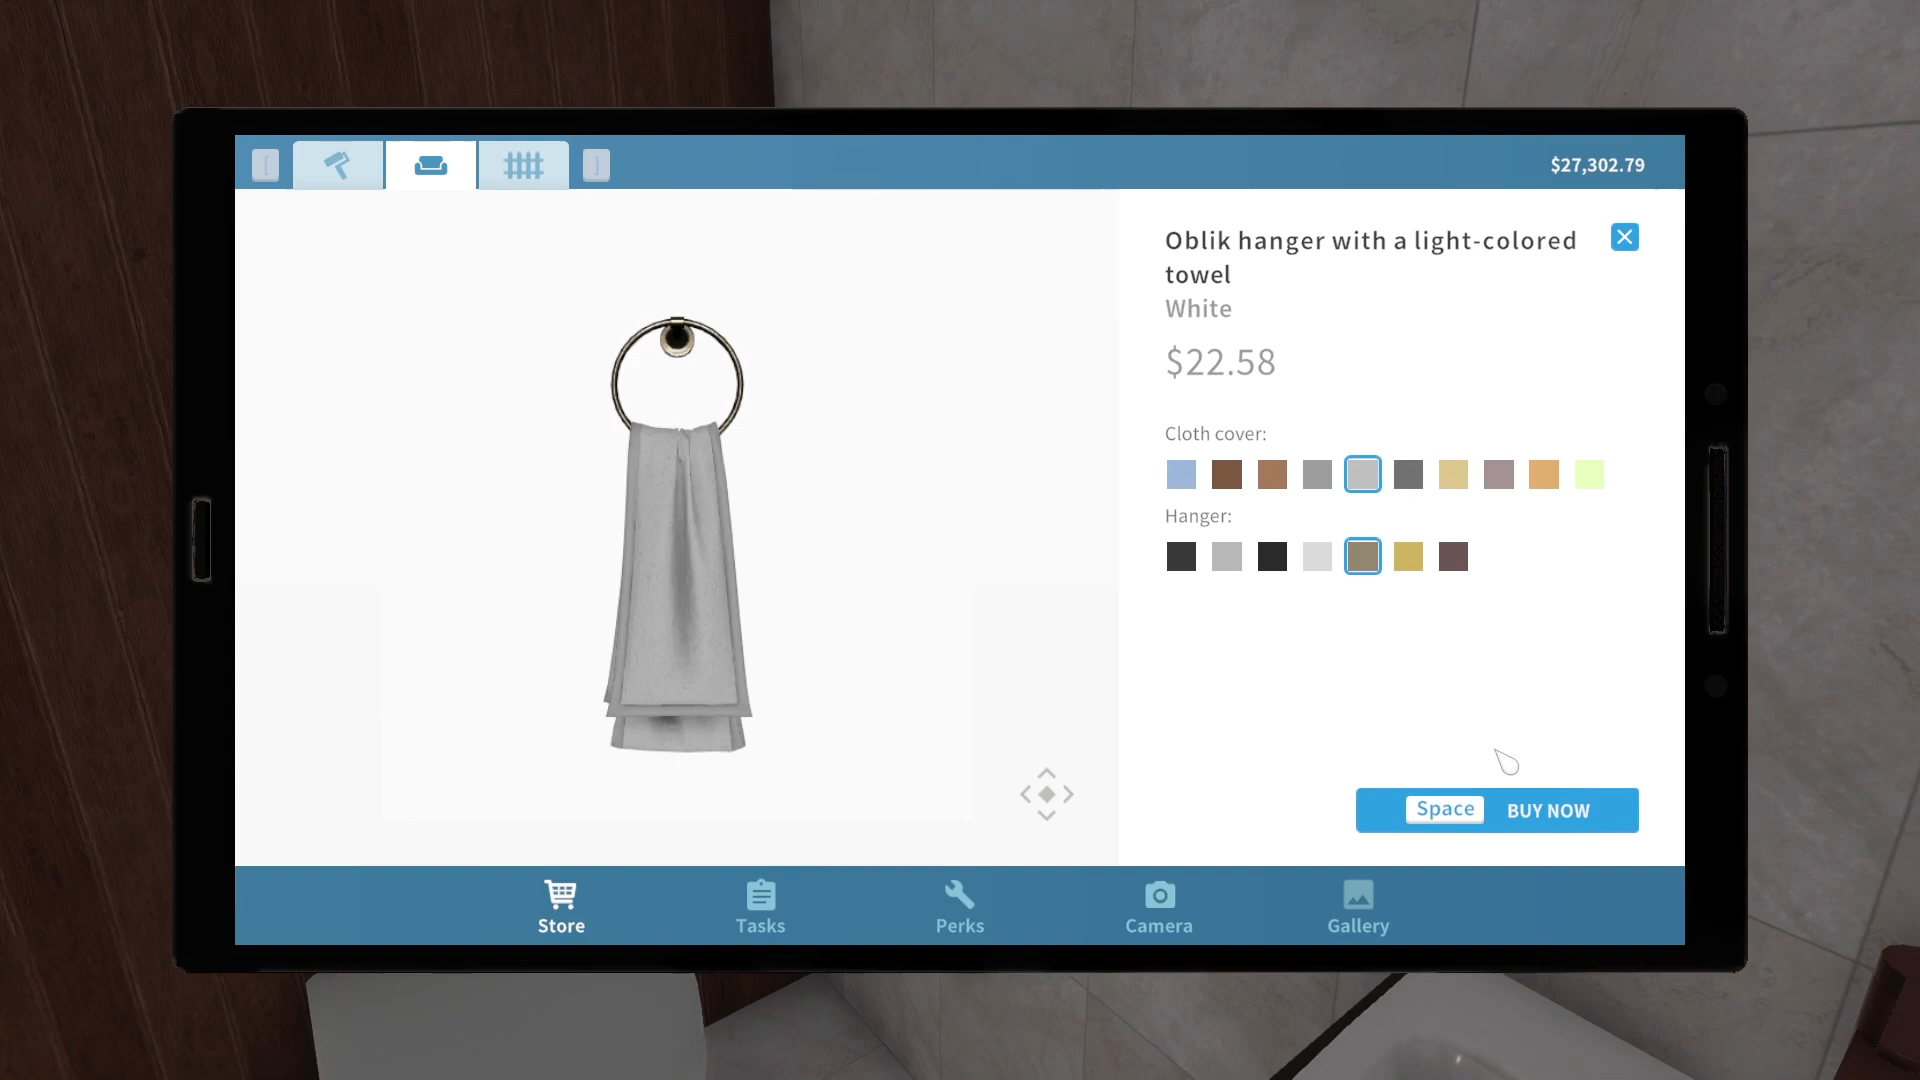 [
]
$27,302.79
Oblik hanger with a light-colored
towel
White
$22.58
Cloth cover:
Hanger:
Space BUY NOW
Store
Tasks
Perks
Camera
Gallery